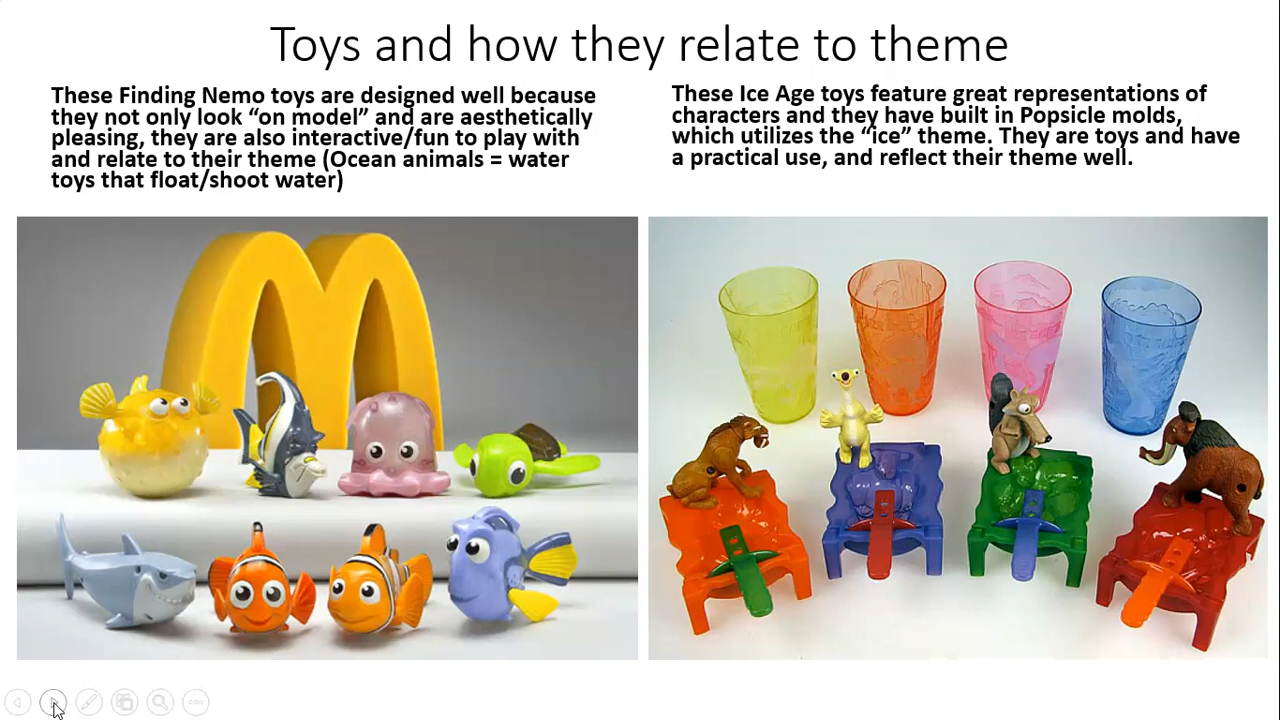 Toys and how they relate to theme
These Finding Nemo toys are designed well because
they not only look “on model” and are aesthetically
pleasing, they are also interactive/fun to play with
and relate to their theme (Ocean animals = water
toys that float/shoot water)
These Ice Age toys feature great representations of
characters and they have built in Popsicle molds,
which utilizes the “ice” theme. They are toys and have
a practical use, and reflect their theme well.